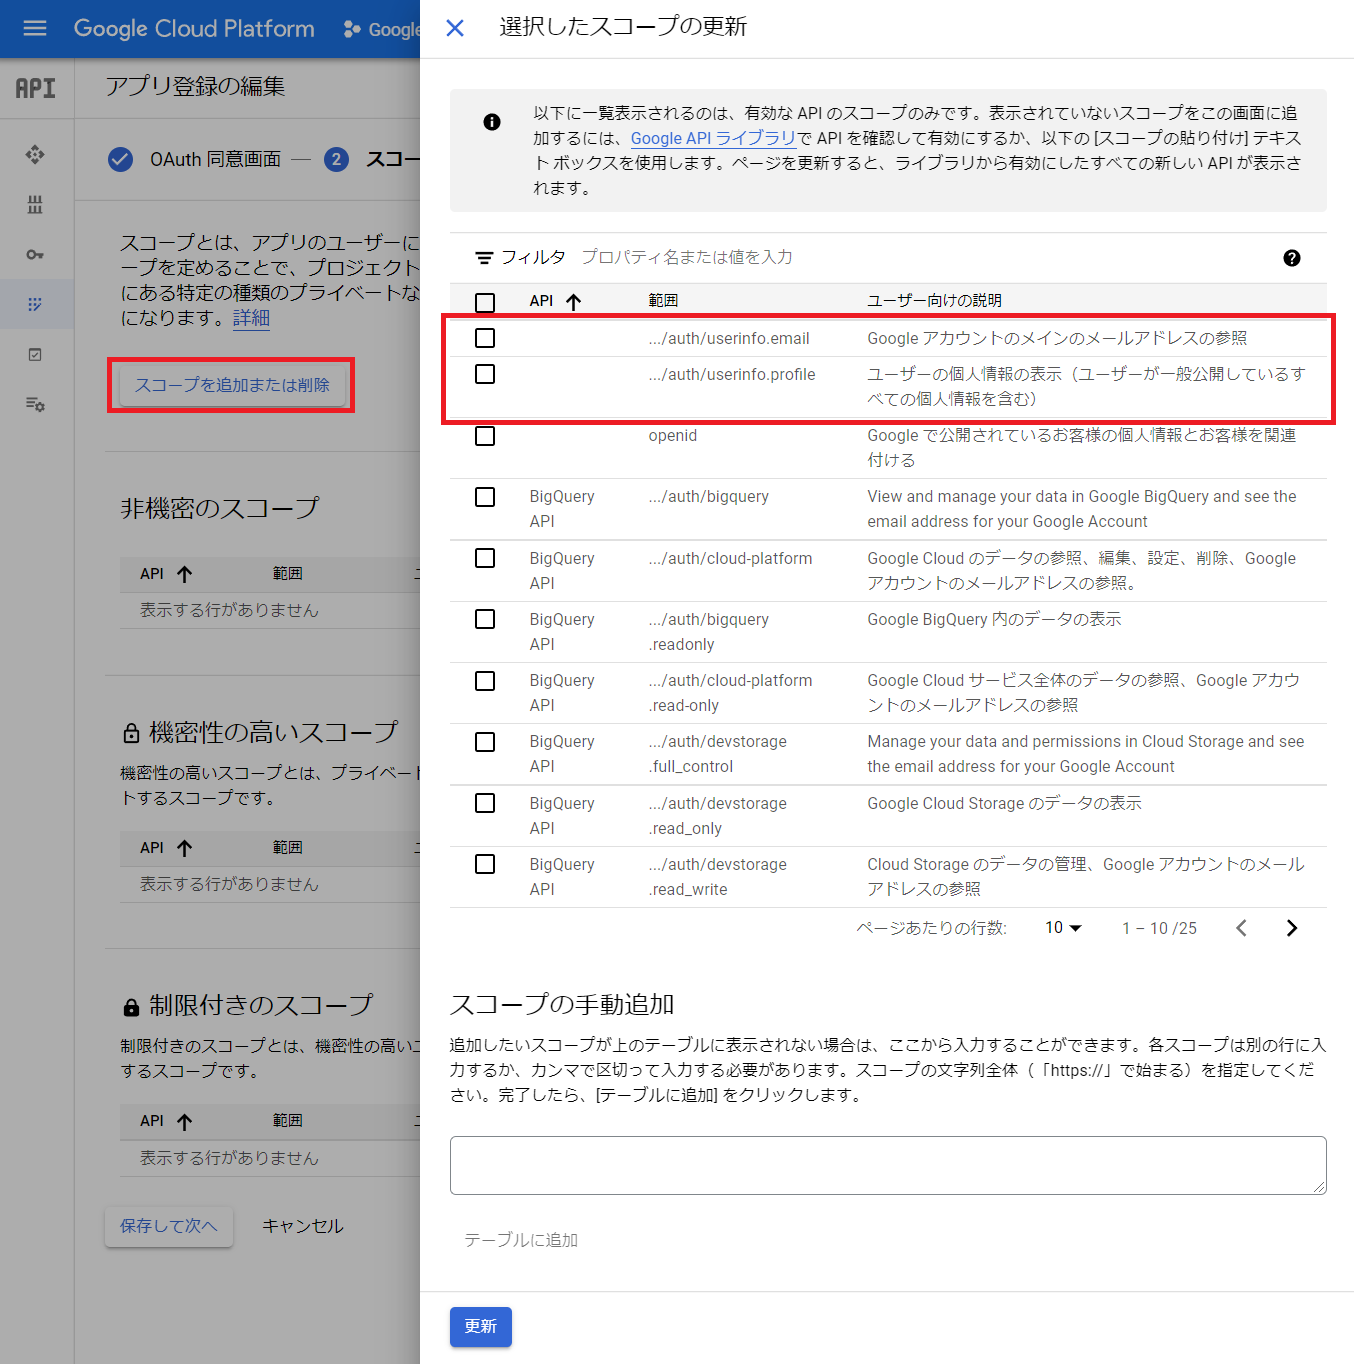 Google Cloud Platform
Google
API
アプリ登録の編集
OAuth 同意画面
2
スコー
スコープとは、アプリのユーザーに
ープを定めることで、プロジェクト
にある特定の種類のプライベートな
になります。詳細
スコープを追加または削除
非機密のスコープ
API 範囲
表示する行がありません
機密性の高いスコープ
機密性の高いスコープとは、プライベート
トするスコープです。
API 範囲
表示する行がありません
制限付きのスコープ
制限付きのスコープとは、機密性の高い
するスコープです。
API 範囲
表示する行がありません
保存して次へ キャンセル
選択したスコープの更新
以下に一覧表示されるのは、有効な API のスコープのみです。表示されていないスコープをこの画面に追
加するには、Google API ライブラリで API を確認して有効にするか、以下の [スコープの貼り付け] テキス
ト ボックスを使用します。ページを更新すると、ライブラリから有効にしたすべての新しい API が表示さ
れます。
フィルタ プロパティ名または値を入力
API 範囲 ユーザー向けの説明
.../auth/userinfo.email Google アカウントのメインのメールアドレスの参照
.../auth/userinfo.profile ユーザーの個人情報の表示（ユーザーが一般公開しているす
べての個人情報を含む）
openid Google で公開されているお客様の個人情報とお客様を関連
付ける
BigQuery .../auth/bigquery View and manage your data in Google BigQuery and see the
API email address for your Google Account
BigQuery .../auth/cloud-platform Google Cloud のデータの参照、編集、設定、削除、Google
API アカウントのメールアドレスの参照。
BigQuery .../auth/bigquery Google BigQuery 内のデータの表示
API .readonly
BigQuery .../auth/cloud-platform Google Cloud サービス全体のデータの参照、Google アカウ
API .read-only ントのメールアドレスの参照
BigQuery .../auth/devstorage Manage your data and permissions in Cloud Storage and see
API .full_control the email address for your Google Account
BigQuery .../auth/devstorage Google Cloud Storage のデータの表示
API .read_only
BigQuery .../auth/devstorage Cloud Storage のデータの管理、Google アカウントのメール
API .read_write アドレスの参照
ページあたりの行数: 10 1 – 10 /25
スコープの手動追加
追加したいスコープが上のテーブルに表示されない場合は、ここから入力することができます。各スコープは別の行に入
力するか、カンマで区切って入力する必要があります。スコープの文字列全体（「https://」で始まる）を指定してくだ
さい。完了したら、[テーブルに追加] をクリックします。
テーブルに追加
更新